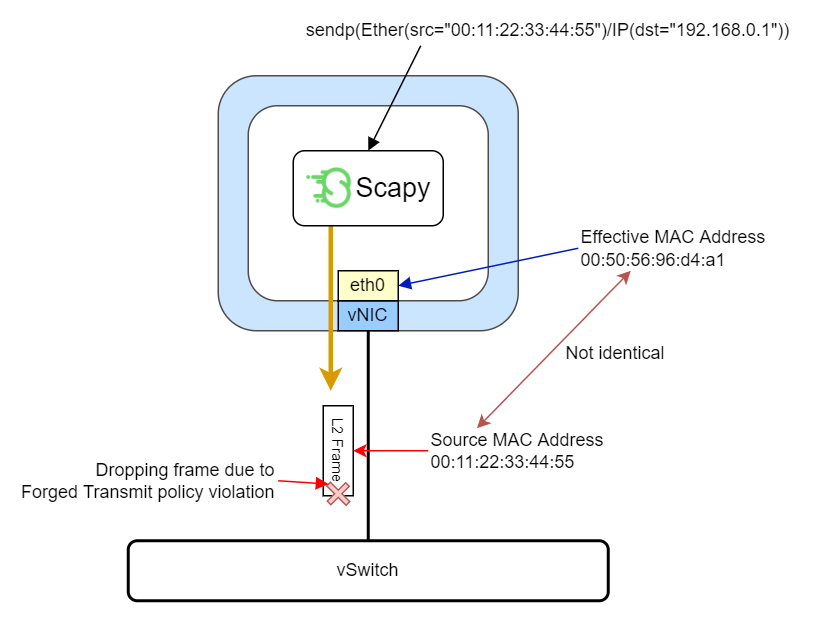 sendp(Ether(src="00:11:22:33:44:55")/IP(dst="192.168.0.1"))
Scapy
Effective MAC Address
00:50:56:96:d4:a1
eth0
vNIC
Not identical
L2 Frame
Source MAC Address
00:11:22:33:44:55
Dropping frame due to
Forged Transmit policy violation
vSwitch